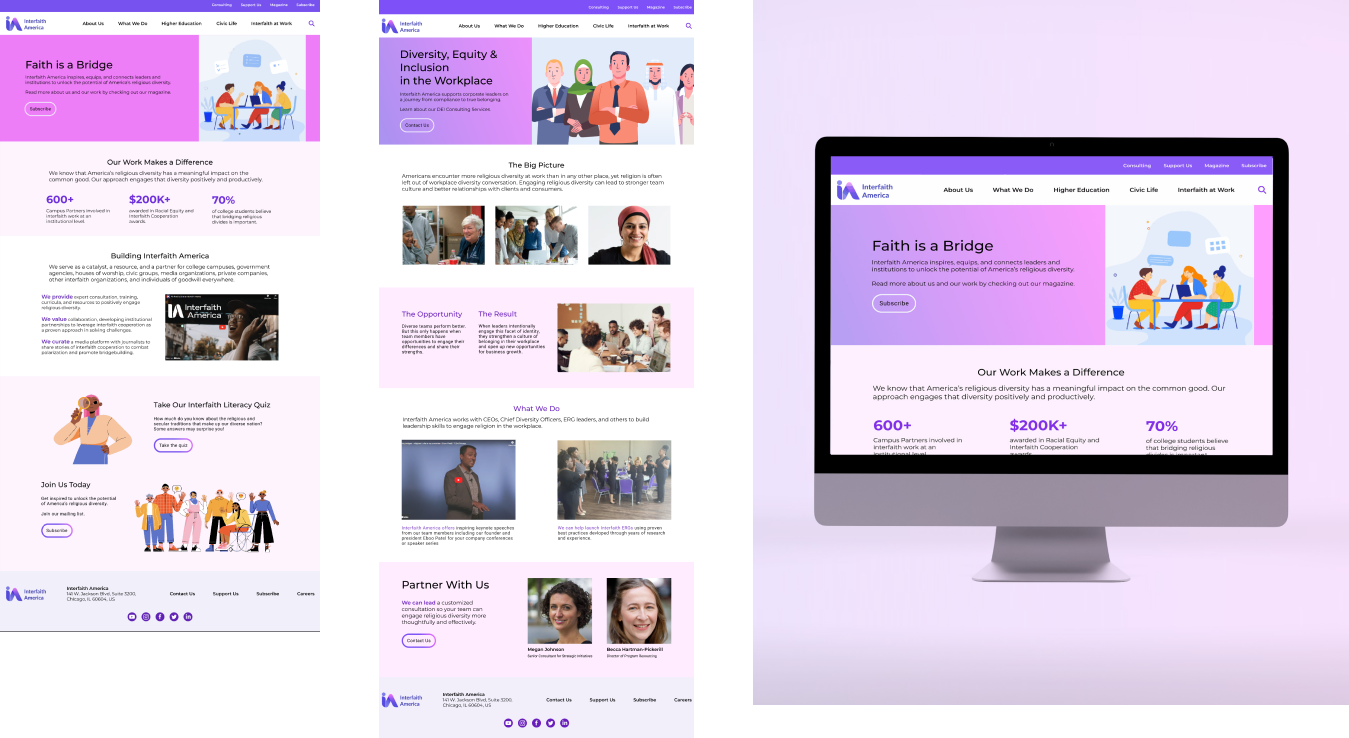 Consulting Support Us Magazine Subscribe
Interfaith
America
About Us What We Do Higher Education Civic Life Interfaith at Work
Faith is a Bridge
Interfaith America inspires, equips, and connects leaders and
institutions to unlock the potential of America's religious diversity.
Read more about us and our work by checking out our magazine.
Subscribe
Our Work Makes a Difference
We know that America's religious diversity has a meaningful impact on the
common good. Our approach engages that diversity positively and productively.
600+
Campus Partners involved in
interfaith work at an
institutional level.
$200K+
awarded in Racial Equity and
Interfaith Cooperation
awards.
70%
of college students believe
that bridging religious
divides is important.
Building Interfaith America
We serve as a catalyst, a resource, and a partner for college campuses, government
agencies, houses of worship, civic groups, media organizations, private companies,
other interfaith organizations, and individuals of goodwill everywhere.
We provide expert consultation, training,
curricula, and resources to positively engage
religious diversity.
We value collaboration, developing institutional
partnerships to leverage interfaith cooperation as
a proven approach in solving challenges.
We curate a media platform with journalists to
share stories of interfaith cooperation to combat
polarization and promote bridgebuilding.
Interfaith
America
Take Our Interfaith Literacy Quiz
How much do you know about the religious and
secular traditions that make up our diverse nation?
Some answers may surprise you!
Take the quiz
Join Us Today
Get inspired to unlock the potential
of America's religious diversity.
Join our mailing list.
Subscribe
Interfaith
America
Interfaith America
141 W. Jackson Blvd, Suite 3200,
Chicago, IL 60604, US
Contact Us Support Us Subscribe Careers
Consulting Support Us Magazine Subscribe
Interfaith
America
About Us What We Do Higher Education Civic Life Interfaith at Work
Diversity, Equity &
Inclusion
in the Workplace
Interfaith America supports corporate leaders on
a journey from compliance to true belonging.
Learn about our DEI Consulting Services
Contact Us
The Big Picture
Americans encounter more religious diversity at work than in any other place, yet religion is often
left out of workplace diversity converstation. Engaging religious diversity can lead to stronger team
culture and better relationships with clients and consumers.
The Opportunity
Diverse teams perform better.
But this only happens when
team members have
opportunities to engage their
differences and share their
strengths.
The Result
When leaders intentionally
engage this facet of identity,
they strengthen a culture of
belonging in their workplace
and open up new opportunities
for business growth.
What We Do
Interfaith America works with CEOs, Chief Diversity Officers, ERG leaders, and others to build
leadership skills to engage religion in the workplace.
Interfaith America offers inspiring keynote speeches
from our team members including our founder and
president Eboo Patel for your company conferences
or speaker series
We can help launch Interfaith ERGs using proven
best practices devloped through years of research
and experience.
Partner With Us
We can lead a customized
consultation so your team can
engage religious diversity more
thoughtfully and effectively.
Contact Us
Megan Johnson
Senior Consultant for Strategic Initiatives
Becca Hartman-Pickerill
Director of Program Resourcing
Interfaith
America
Interfaith America
141 W. Jackson Blvd, Suite 3200,
Chicago, IL 60604, US
Contact Us Support Us Subscribe Careers
Consulting Support Us Magazine Subscribe
Interfaith
America
About Us What We Do Higher Education Civic Life Interfaith at Work
Faith is a Bridge
Interfaith America inspires, equips, and connects leaders and
institutions to unlock the potential of America's religious diversity.
Read more about us and our work by checking out our magazine.
Subscribe
Our Work Makes a Difference
We know that America's religious diversity has a meaningful impact on the common good. Our
approach engages that diversity positively and productively.
600+
Campus Partners involved in
interfaith work at an
institutional level.
$200K+
awarded in Racial Equity and
Interfaith Cooperation
awards.
70%
of college students believe
that bridging religious